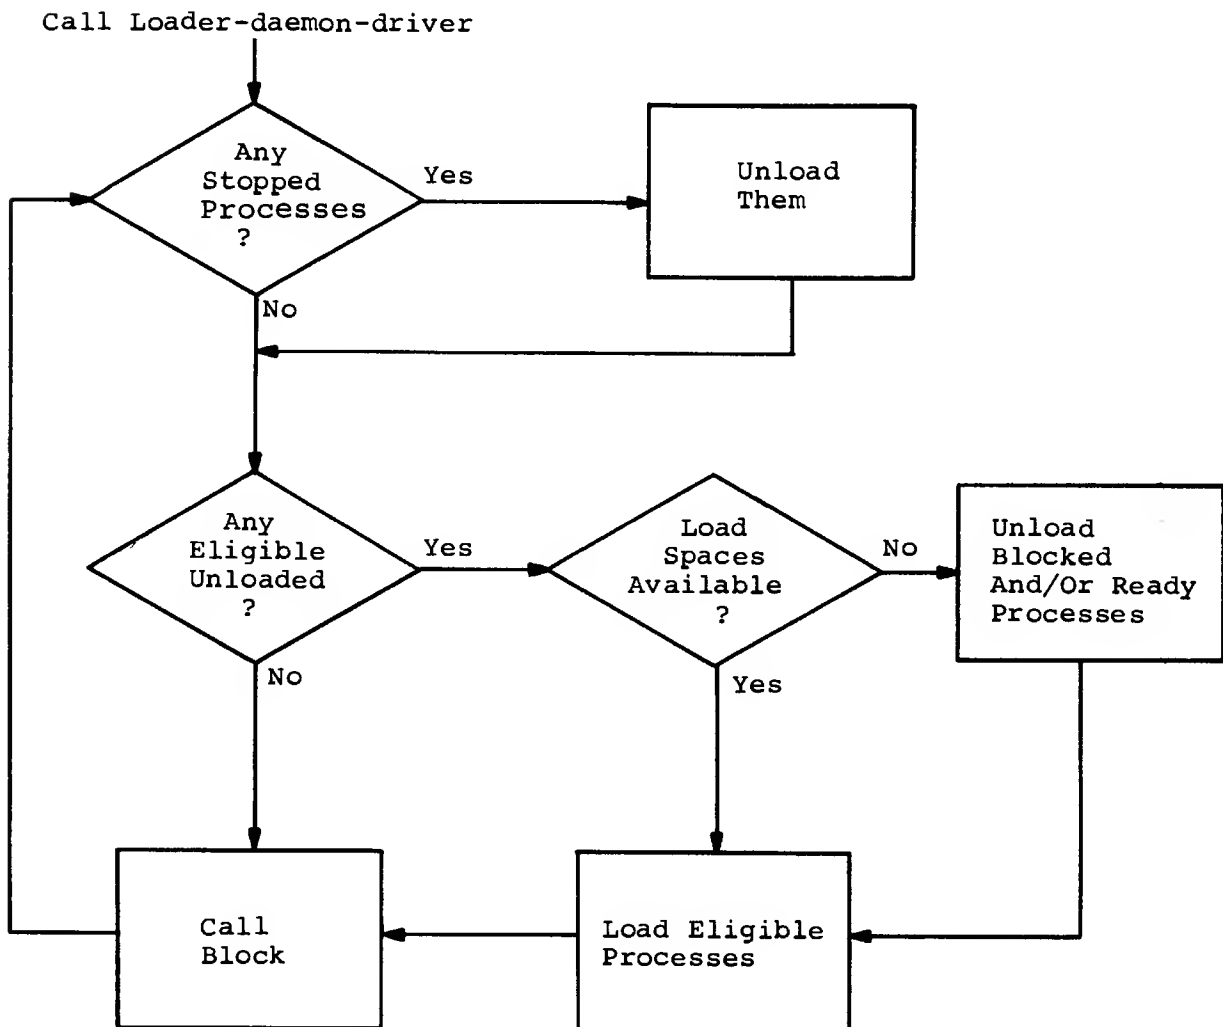 Call Loader-daemon-driver
Any
Stopped
Processes
?
Yes
Unload
Them
No
Any
Eligible
Unloaded
?
Yes
Load
Spaces
Available
?
No
Unload
Blocked
And/Or Ready
Processes
No
Yes
Call
Block
Load Eligible
Processes